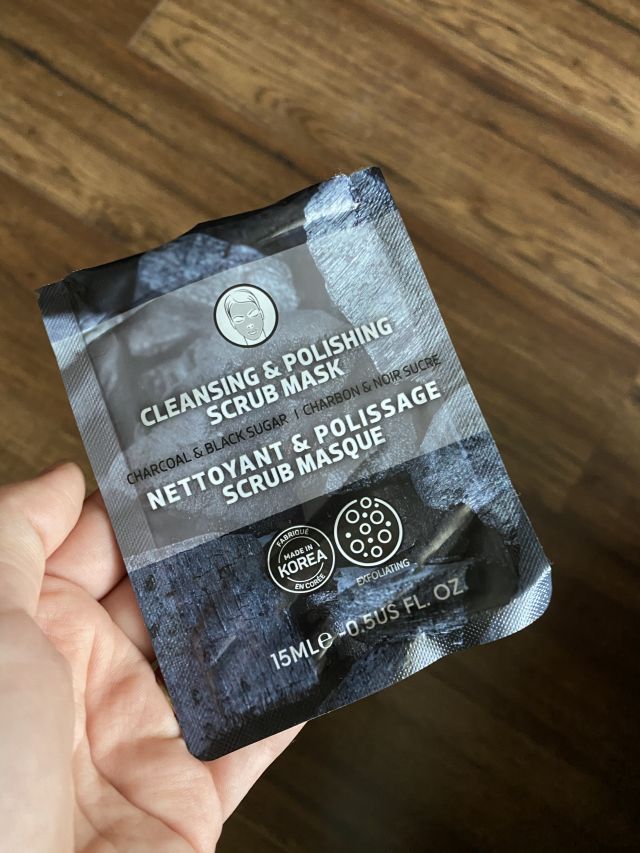 CLEANSING & POLISHING
SCRUB MASK
CHARCOAL & BLACK SUGAR | CHARBON & NOIR SUCRE
NETTOYANT & POLISSAGE
SCRUB MASQUE
FABRIQUÉ
MADE IN
KOREA
EN CORÉE
EXFOLIATING
15ML℮ -0.5US FL. OZ.